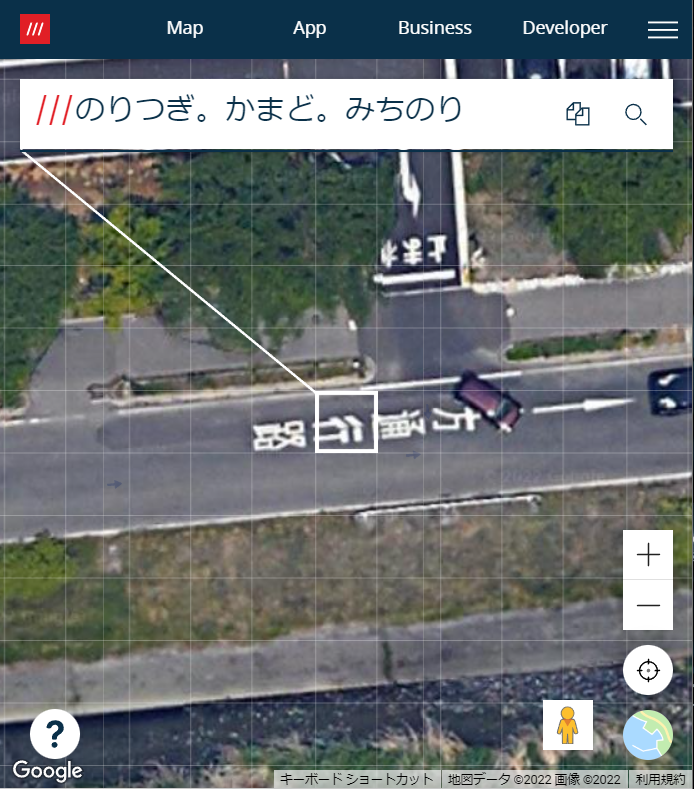 Map
App
Business
Developer
///のりつぎ。かまど。みちのり
止まれ
方通行路
?
Google
キーボード ショートカット
地図データ ©2022 画像 ©2022
利用規約